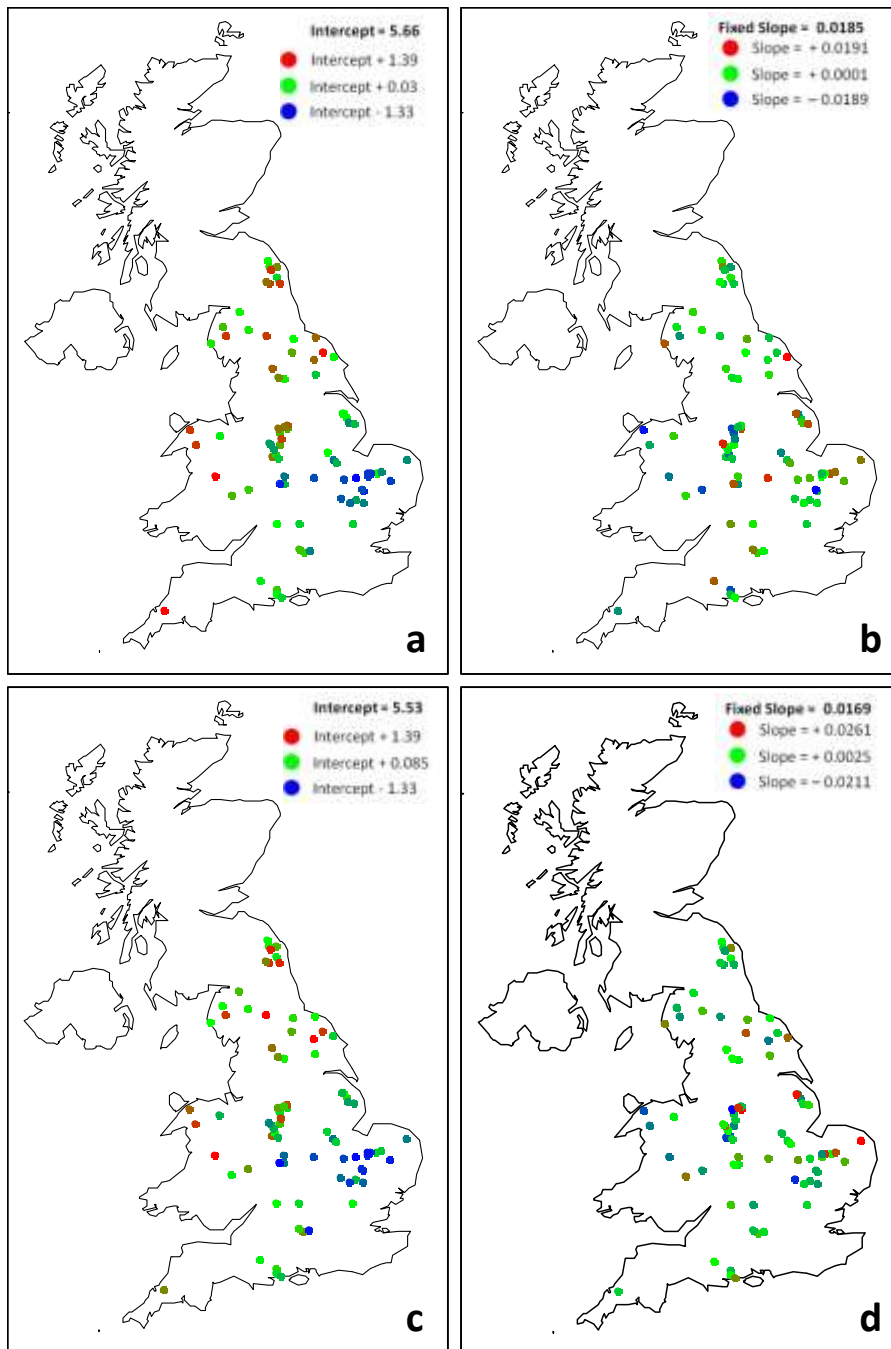 Intercept = 5.66
Intercept + 1.39
Intercept + 0.03
Intercept - 1.33
a
Fixed Slope = 0.0185
Slope = + 0.0191
Slope = + 0.0001
Slope = – 0.0189
b
Intercept = 5.53
Intercept + 1.39
Intercept + 0.085
Intercept - 1.33
c
Fixed Slope = 0.0169
Slope = + 0.0261
Slope = + 0.0025
Slope = – 0.0211
d